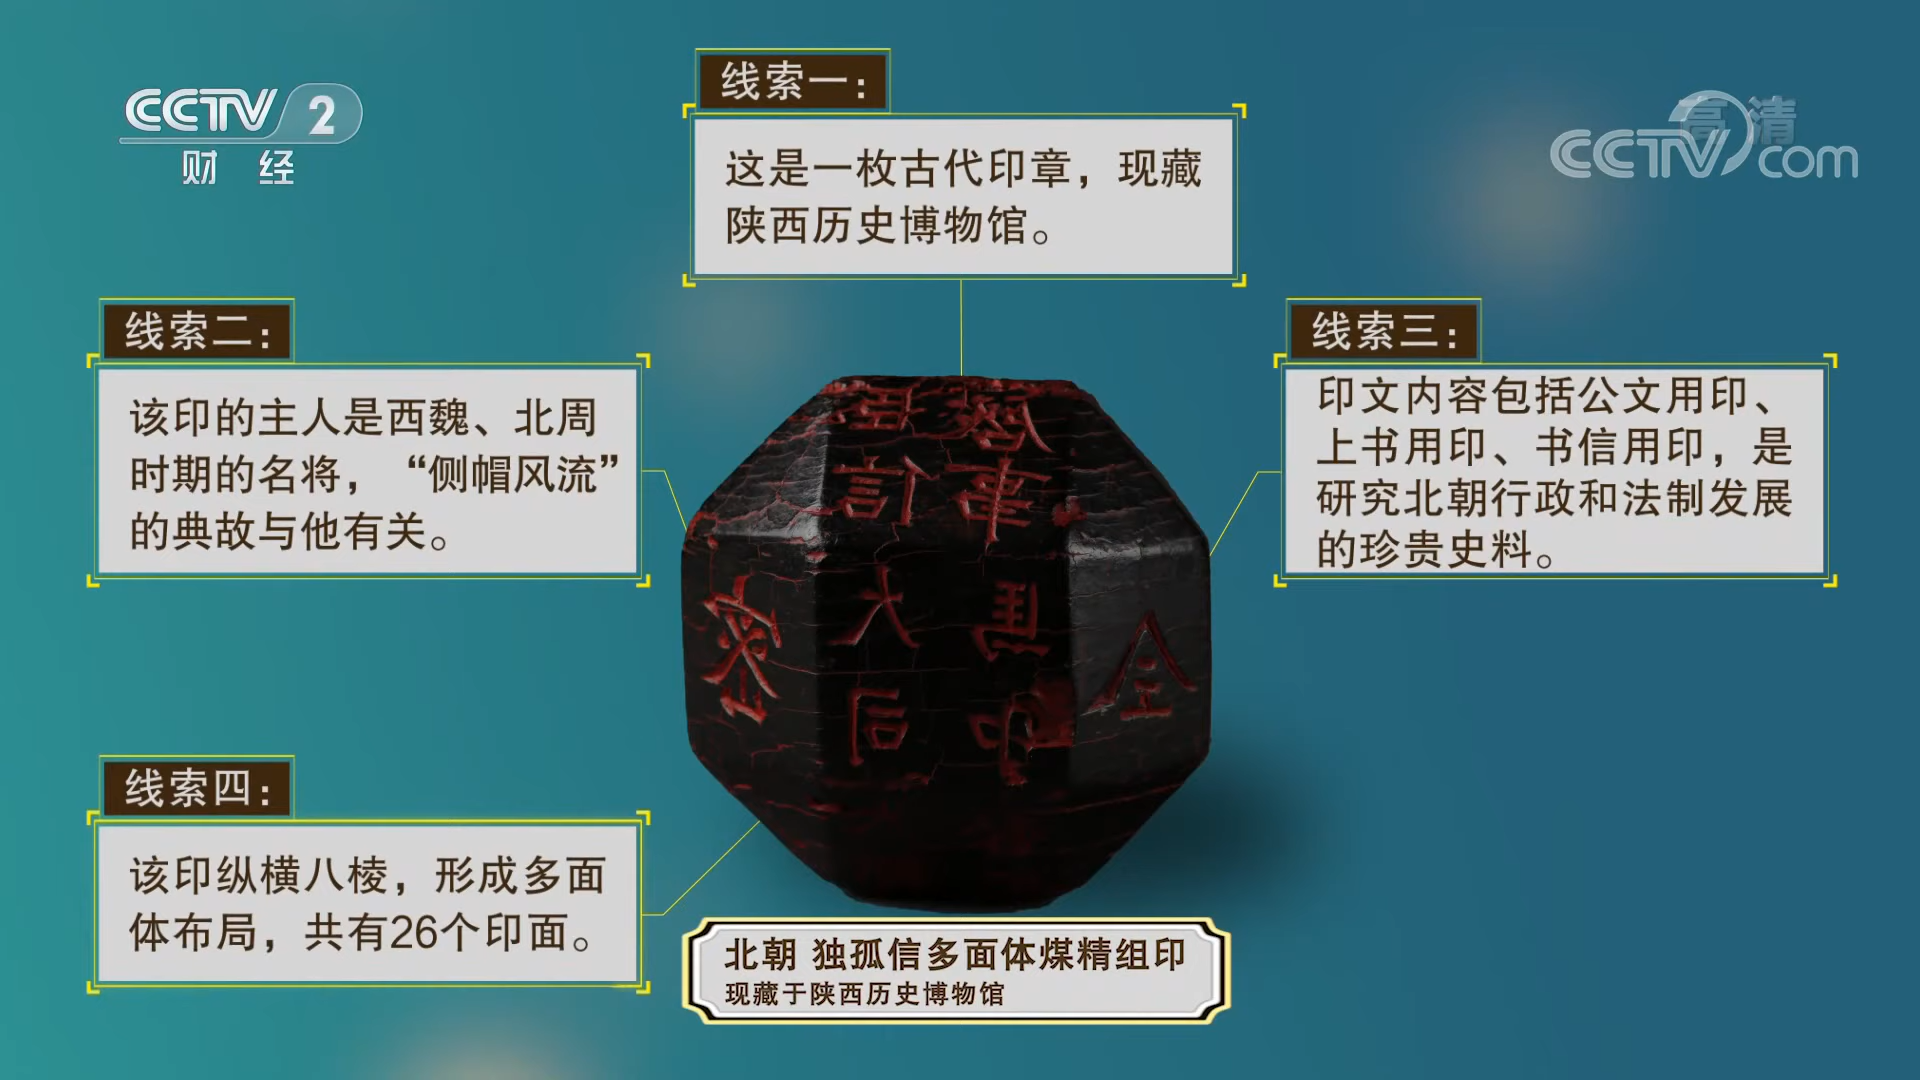 CCTV 2
财 经
高清
CCTV com
线索一：
这是一枚古代印章，现藏
陕西历史博物馆。
线索二：
该印的主人是西魏、北周
时期的名将，“侧帽风流”
的典故与他有关。
线索三：
印文内容包括公文用印、
上书用印、书信用印，是
研究北朝行政和法制发展
的珍贵史料。
线索四：
该印纵横八棱，形成多面
体布局，共有26个印面。
北朝 独孤信多面体煤精组印
现藏于陕西历史博物馆